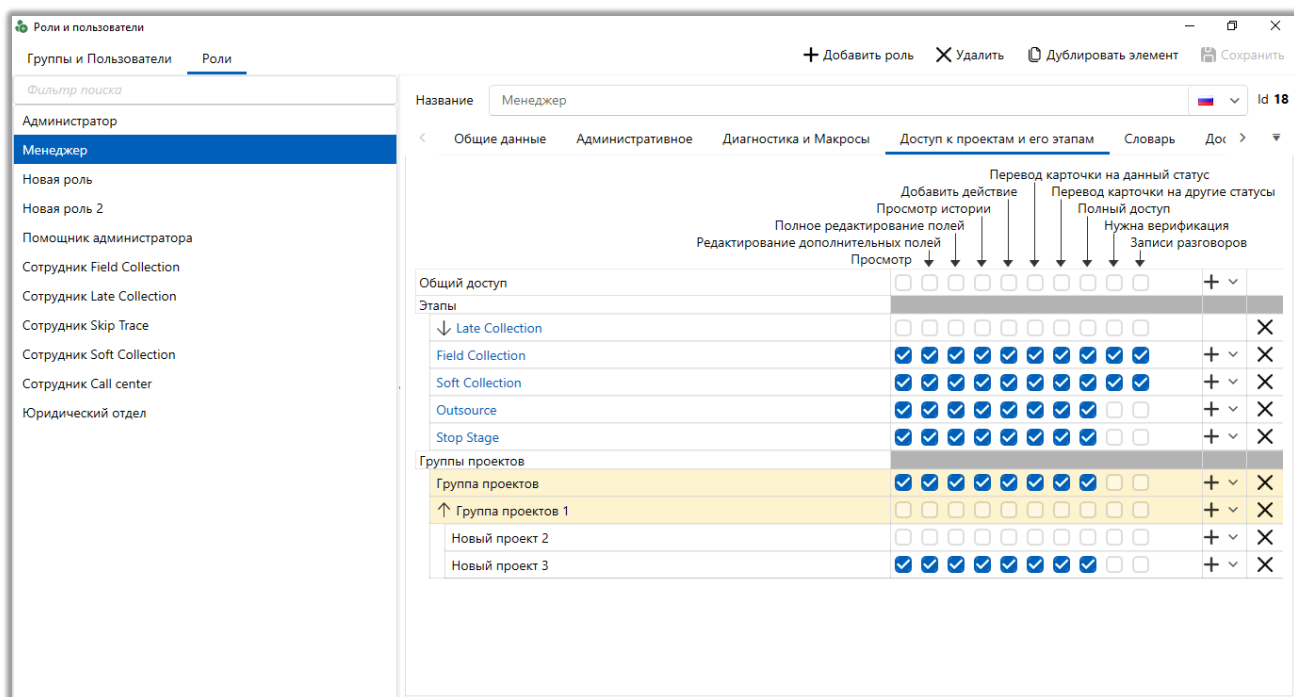 Роли и пользователи
Группы и Пользователи Роли
Добавить роль Удалить Дублировать элемент Сохранить
Фильтр поиска
Администратор
Менеджер
Новая роль
Новая роль 2
Помощник администратора
Сотрудник Field Collection
Сотрудник Late Collection
Сотрудник Skip Trace
Сотрудник Soft Collection
Сотрудник Call center
Юридический отдел
Название Менеджер Id 18
Общие данные Административное Диагностика и Макросы Доступ к проектам и его этапам Словарь Дос
Перевод карточки на данный статус
Добавить действие Перевод карточки на другие статусы
Просмотр истории Полный доступ
Полное редактирование полей Нужна верификация
Редактирование дополнительных полей Записи разговоров
Просмотр
Общий доступ
Этапы
Late Collection
Field Collection
Soft Collection
Outsource
Stop Stage
Группы проектов
Группа проектов
Группа проектов 1
Новый проект 2
Новый проект 3